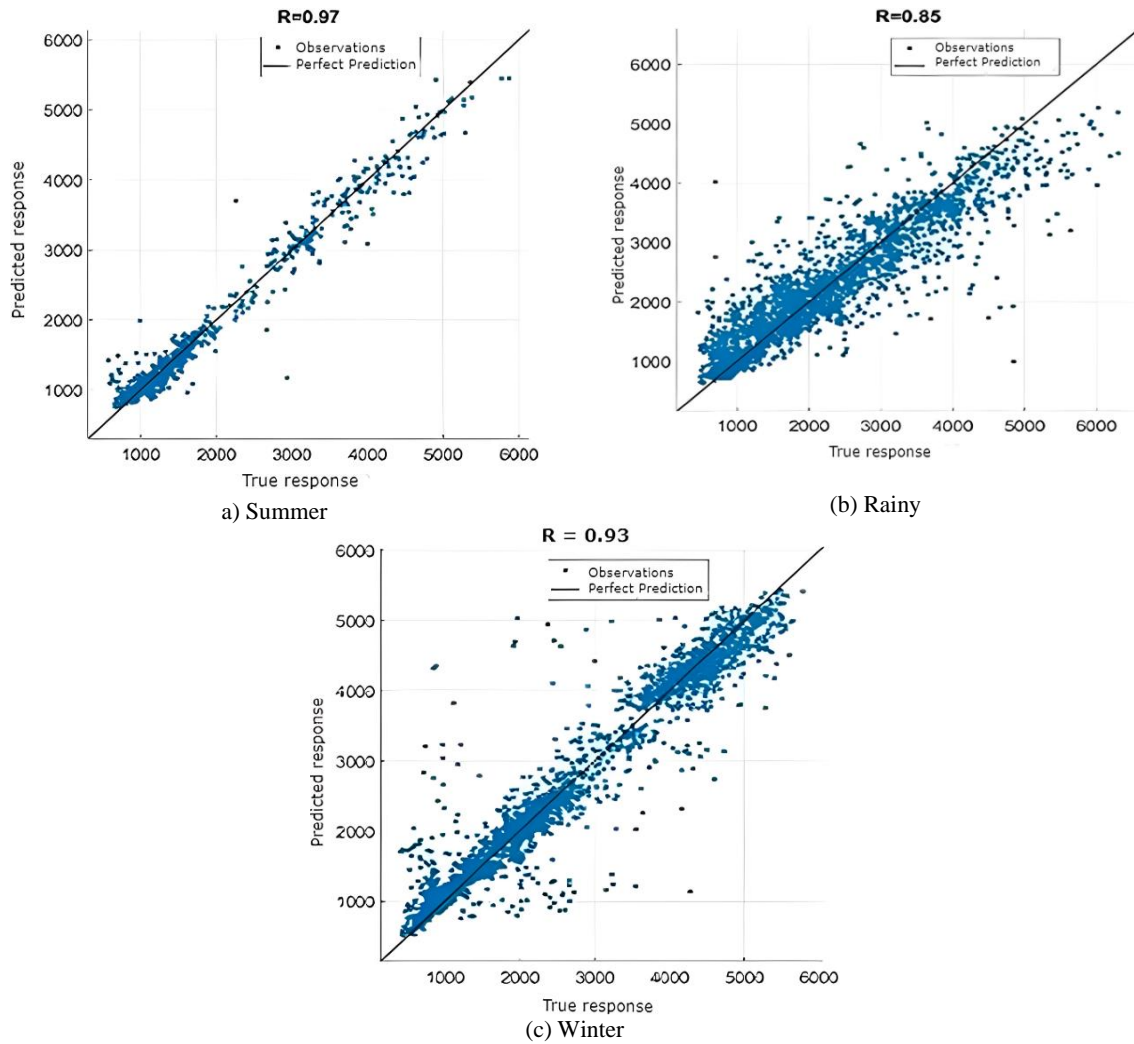 R=0.97
6000
5000
4000
3000
2000
1000
Predicted response
Observations
Perfect Prediction
1000 2000 3000 4000 5000 6000
True response
a) Summer
R=0.85
6000
5000
4000
3000
2000
1000
Predicted response
Observations
Perfect Prediction
1000 2000 3000 4000 5000 6000
True response
(b) Rainy
R = 0.93
6000
5000
4000
3000
2000
1000
Predicted response
Observations
Perfect Prediction
1000 2000 3000 4000 5000 6000
True response
(c) Winter